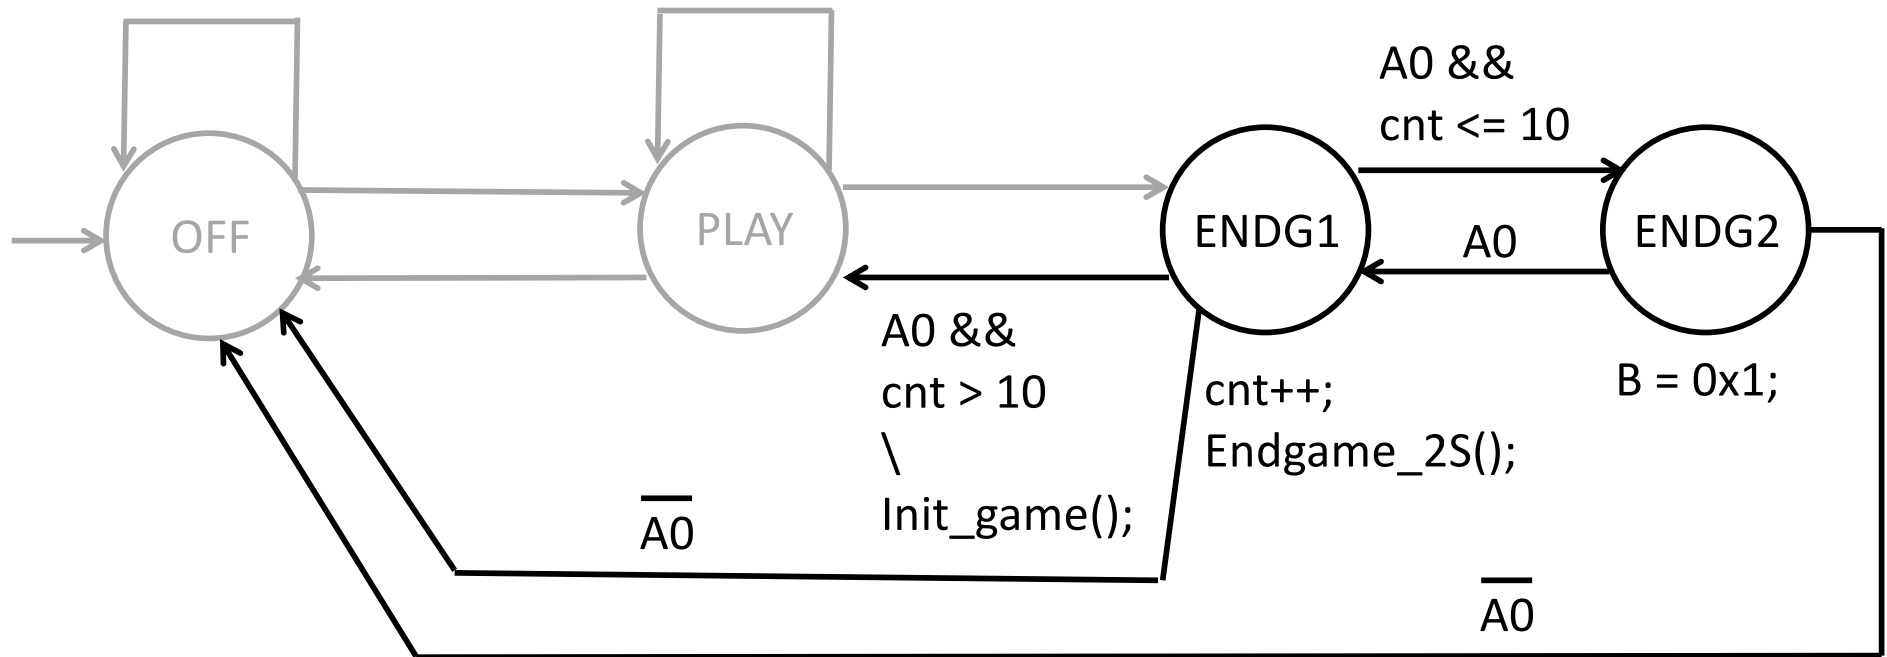 A0 &&
cnt <= 10
OFF
PLAY
ENDG1
A0
ENDG2
A0 &&
cnt > 10
\
Init_game();
cnt++;
Endgame_2S();
B = 0x1;
A0
A0